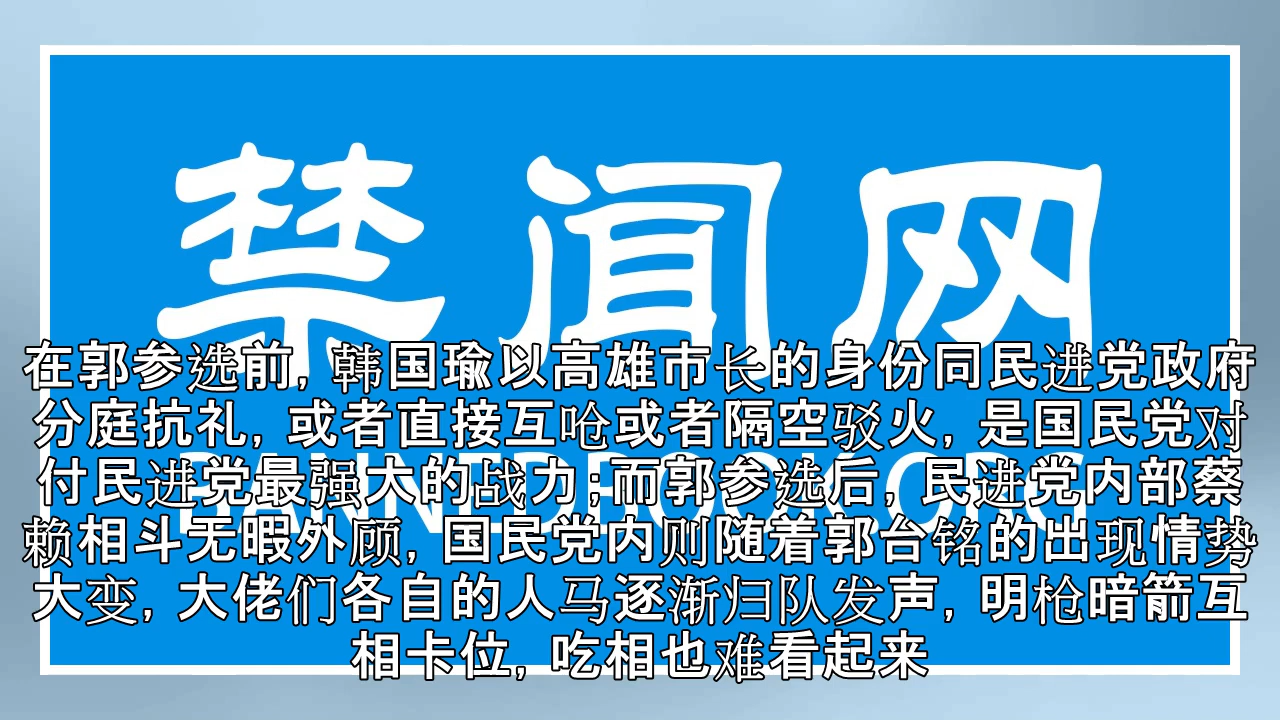 禁闻网
BANNEDBOOK.ORG
在郭参选前, 韩国瑜以高雄市长的身份同民进党政府
分庭抗礼, 或者直接互呛或者隔空驳火, 是国民党对
付民进党最强大的战力;而郭参选后, 民进党内部蔡
赖相斗无暇外顾, 国民党内则随着郭台铭的出现情势
大变, 大佬们各自的人马逐渐归队发声, 明枪暗箭互
相卡位, 吃相也难看起来